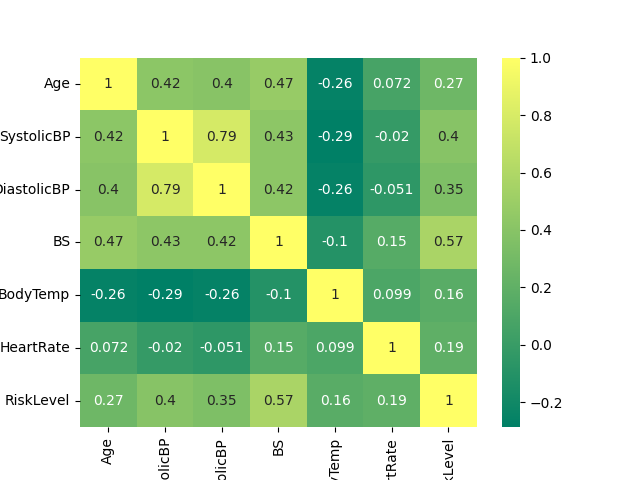 Age 1 0.42 0.4 0.47 -0.26 0.072 0.27
SystolicBP 0.42 1 0.79 0.43 -0.29 -0.02 0.4
DiastolicBP 0.4 0.79 1 0.42 -0.26 -0.051 0.35
BS 0.47 0.43 0.42 1 -0.1 0.15 0.57
BodyTemp -0.26 -0.29 -0.26 -0.1 1 0.099 0.16
HeartRate 0.072 -0.02 -0.051 0.15 0.099 1 0.19
RiskLevel 0.27 0.4 0.35 0.57 0.16 0.19 1
Age
olicBP
olicBP
BS
yTemp
rtRate
kLevel
1.0
0.8
0.6
0.4
0.2
0.0
−0.2